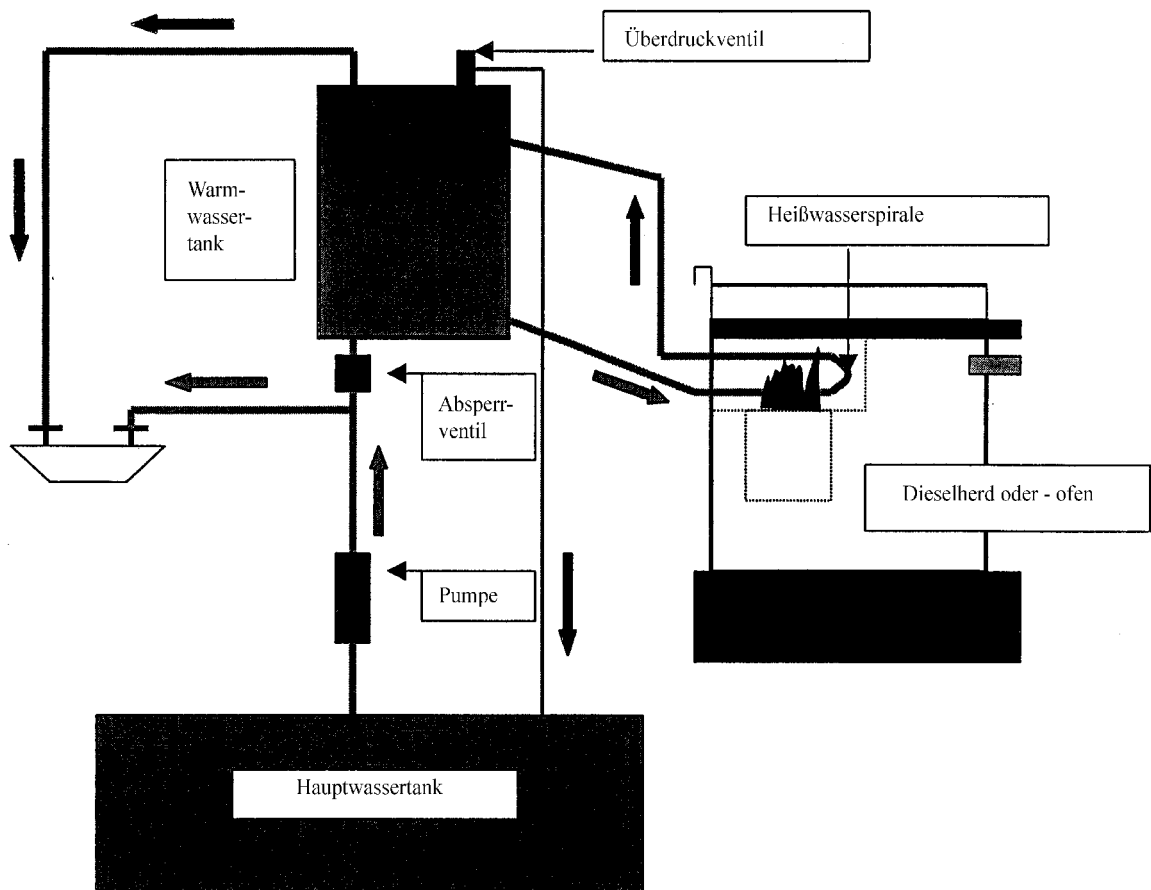 Überdruckventil
Warm-
wasser-
tank
Heißwasserspirale
Absperr-
ventil
Dieselherd oder - ofen
Pumpe
Hauptwassertank